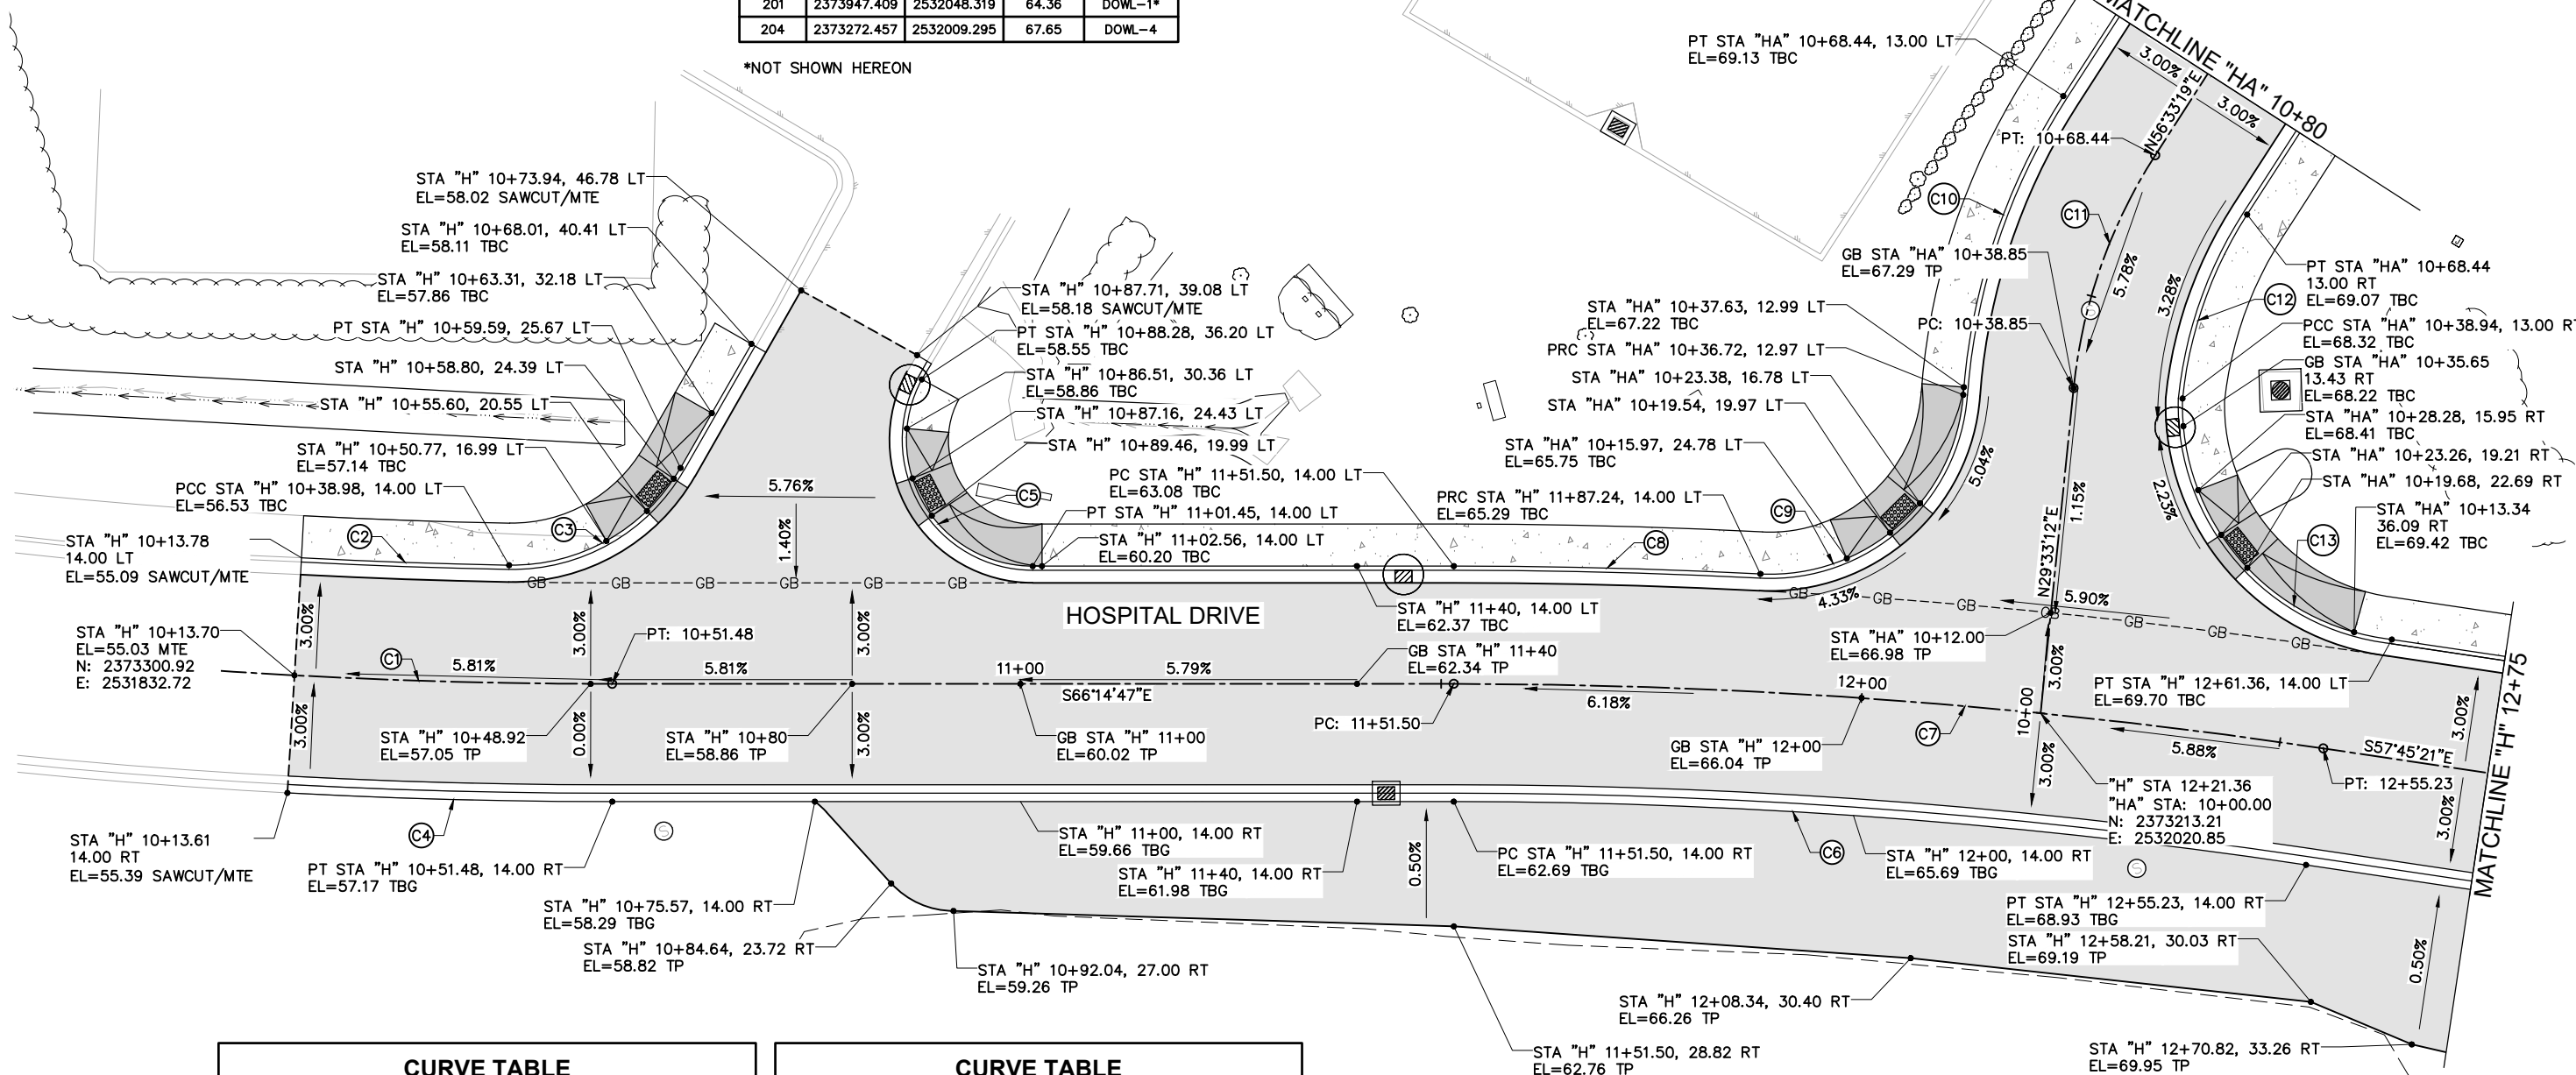 201 2373947.409 2532048.319 64.36 DOWL-1*
204 2373272.457 2532009.295 67.65 DOWL-4
*NOT SHOWN HEREON
PT STA "HA" 10+68.44, 13.00 LT
EL=69.13 TBC
MATCHLINE "HA" 10+80
3.00%
3.00%
N56°33'19"E
PT: 10+68.44
C10
C11
5.78%
GB STA "HA" 10+38.85
EL=67.29 TP
PC: 10+38.85
STA "H" 10+73.94, 46.78 LT
EL=58.02 SAWCUT/MTE
STA "H" 10+68.01, 40.41 LT
EL=58.11 TBC
STA "H" 10+63.31, 32.18 LT
EL=57.86 TBC
PT STA "H" 10+59.59, 25.67 LT
STA "H" 10+58.80, 24.39 LT
STA "H" 10+55.60, 20.55 LT
STA "H" 10+50.77, 16.99 LT
EL=57.14 TBC
PCC STA "H" 10+38.98, 14.00 LT
EL=56.53 TBC
C2
C3
STA "H" 10+13.78
14.00 LT
EL=55.09 SAWCUT/MTE
STA "H" 10+87.71, 39.08 LT
EL=58.18 SAWCUT/MTE
PT STA "H" 10+88.28, 36.20 LT
EL=58.55 TBC
STA "H" 10+86.51, 30.36 LT
EL=58.86 TBC
STA "H" 10+87.16, 24.43 LT
STA "H" 10+89.46, 19.99 LT
PC STA "H" 11+51.50, 14.00 LT
EL=63.08 TBC
C5
PT STA "H" 11+01.45, 14.00 LT
STA "H" 11+02.56, 14.00 LT
EL=60.20 TBC
5.76%
1.40%
STA "HA" 10+37.63, 12.99 LT
EL=67.22 TBC
PRC STA "HA" 10+36.72, 12.97 LT
STA "HA" 10+23.38, 16.78 LT
STA "HA" 10+19.54, 19.97 LT
STA "HA" 10+15.97, 24.78 LT
EL=65.75 TBC
PRC STA "H" 11+87.24, 14.00 LT
EL=65.29 TBC
C9
C8
5.04%
4.33%
3.28%
2.23%
1.15%
N29°33'12"E
C12
PT STA "HA" 10+68.44
13.00 RT
EL=69.07 TBC
PCC STA "HA" 10+38.94, 13.00 RT
EL=68.32 TBC
GB STA "HA" 10+35.65
13.43 RT
EL=68.22 TBC
STA "HA" 10+28.28, 15.95 RT
EL=68.41 TBC
STA "HA" 10+23.26, 19.21 RT
STA "HA" 10+19.68, 22.69 RT
STA "HA" 10+13.34
36.09 RT
EL=69.42 TBC
C13
GB GB GB GB GB GB
HOSPITAL DRIVE
STA "H" 11+40, 14.00 LT
EL=62.37 TBC
GB GB GB GB GB GB GB
5.90%
STA "HA" 10+12.00
EL=66.98 TP
STA "H" 10+13.70
EL=55.03 MTE
N: 2373300.92
E: 2531832.72
3.00%
3.00%
C1
5.81%
3.00%
0.00%
PT: 10+51.48
5.81%
3.00%
3.00%
11+00
5.79%
S66°14'47"E
GB STA "H" 11+40
EL=62.34 TP
PC: 11+51.50
6.18%
12+00
10+00
3.00%
3.00%
C7
5.88%
PT STA "H" 12+61.36, 14.00 LT
EL=69.70 TBC
S57°45'21"E
3.00%
3.00%
MATCHLINE "H" 12+75
PT: 12+55.23
STA "H" 10+48.92
EL=57.05 TP
STA "H" 10+80
EL=58.86 TP
GB STA "H" 11+00
EL=60.02 TP
GB STA "H" 12+00
EL=66.04 TP
"H" STA 12+21.36
"HA" STA: 10+00.00
N: 2373213.21
E: 2532020.85
STA "H" 10+13.61
14.00 RT
EL=55.39 SAWCUT/MTE
C4
S
PT STA "H" 10+51.48, 14.00 RT
EL=57.17 TBG
STA "H" 10+75.57, 14.00 RT
EL=58.29 TBG
STA "H" 10+84.64, 23.72 RT
EL=58.82 TP
STA "H" 10+92.04, 27.00 RT
EL=59.26 TP
STA "H" 11+00, 14.00 RT
EL=59.66 TBG
STA "H" 11+40, 14.00 RT
EL=61.98 TBG
0.50%
PC STA "H" 11+51.50, 14.00 RT
EL=62.69 TBG
C6
STA "H" 12+00, 14.00 RT
EL=65.69 TBG
S
PT STA "H" 12+55.23, 14.00 RT
EL=68.93 TBG
STA "H" 12+58.21, 30.03 RT
EL=69.19 TP
0.50%
STA "H" 12+08.34, 30.40 RT
EL=66.26 TP
STA "H" 11+51.50, 28.82 RT
EL=62.76 TP
STA "H" 12+70.82, 33.26 RT
EL=69.95 TP
CURVE TABLE
CURVE TABLE